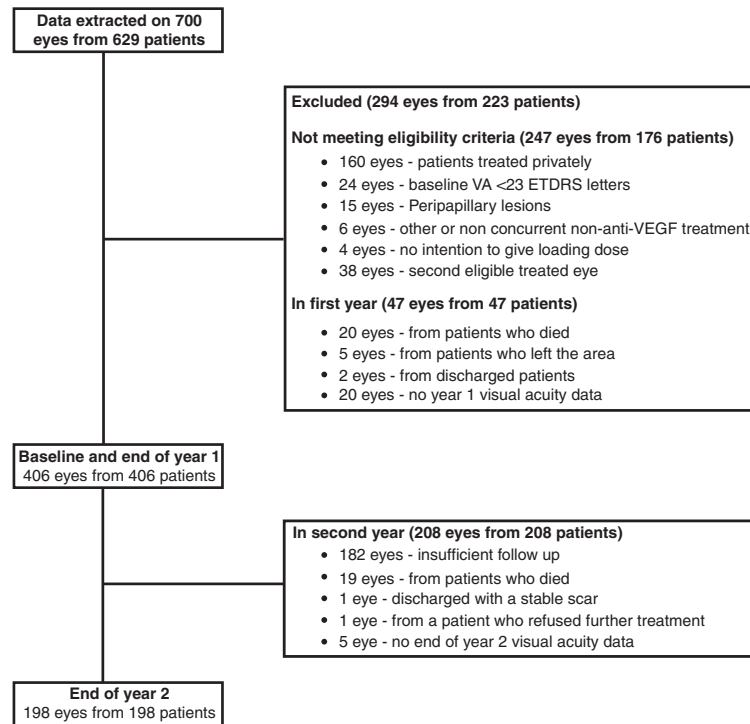 Data extracted on 700
eyes from 629 patients
Excluded (294 eyes from 223 patients)
Not meeting eligibility criteria (247 eyes from 176 patients)
• 160 eyes - patients treated privately
• 24 eyes - baseline VA <23 ETDRS letters
• 15 eyes - Peripapillary lesions
• 6 eyes - other or non concurrent non-anti-VEGF treatment
• 4 eyes - no intention to give loading dose
• 38 eyes - second eligible treated eye
In first year (47 eyes from 47 patients)
• 20 eyes - from patients who died
• 5 eyes - from patients who left the area
• 2 eyes - from discharged patients
• 20 eyes - no year 1 visual acuity data
Baseline and end of year 1
406 eyes from 406 patients
In second year (208 eyes from 208 patients)
• 182 eyes - insufficient follow up
• 19 eyes - from patients who died
• 1 eye - discharged with a stable scar
• 1 eye - from a patient who refused further treatment
• 5 eye - no end of year 2 visual acuity data
End of year 2
198 eyes from 198 patients